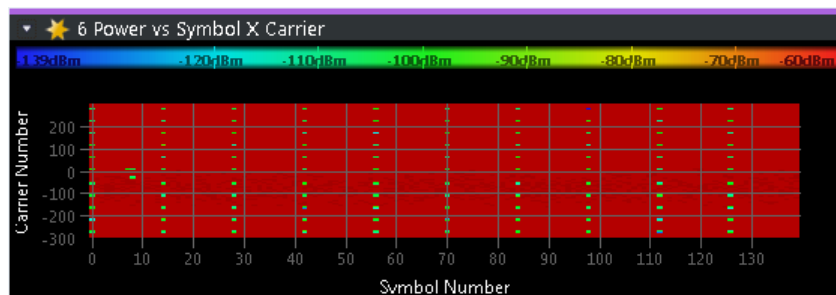 6 Power vs Symbol X Carrier
-139dBm -120dBm -110dBm -100dBm -90dBm -80dBm -70dBm -60dBm
Carrier Number
200
100
0
-100
-200
-300
0 10 20 30 40 50 60 70 80 90 100 110 120 130
Symbol Number